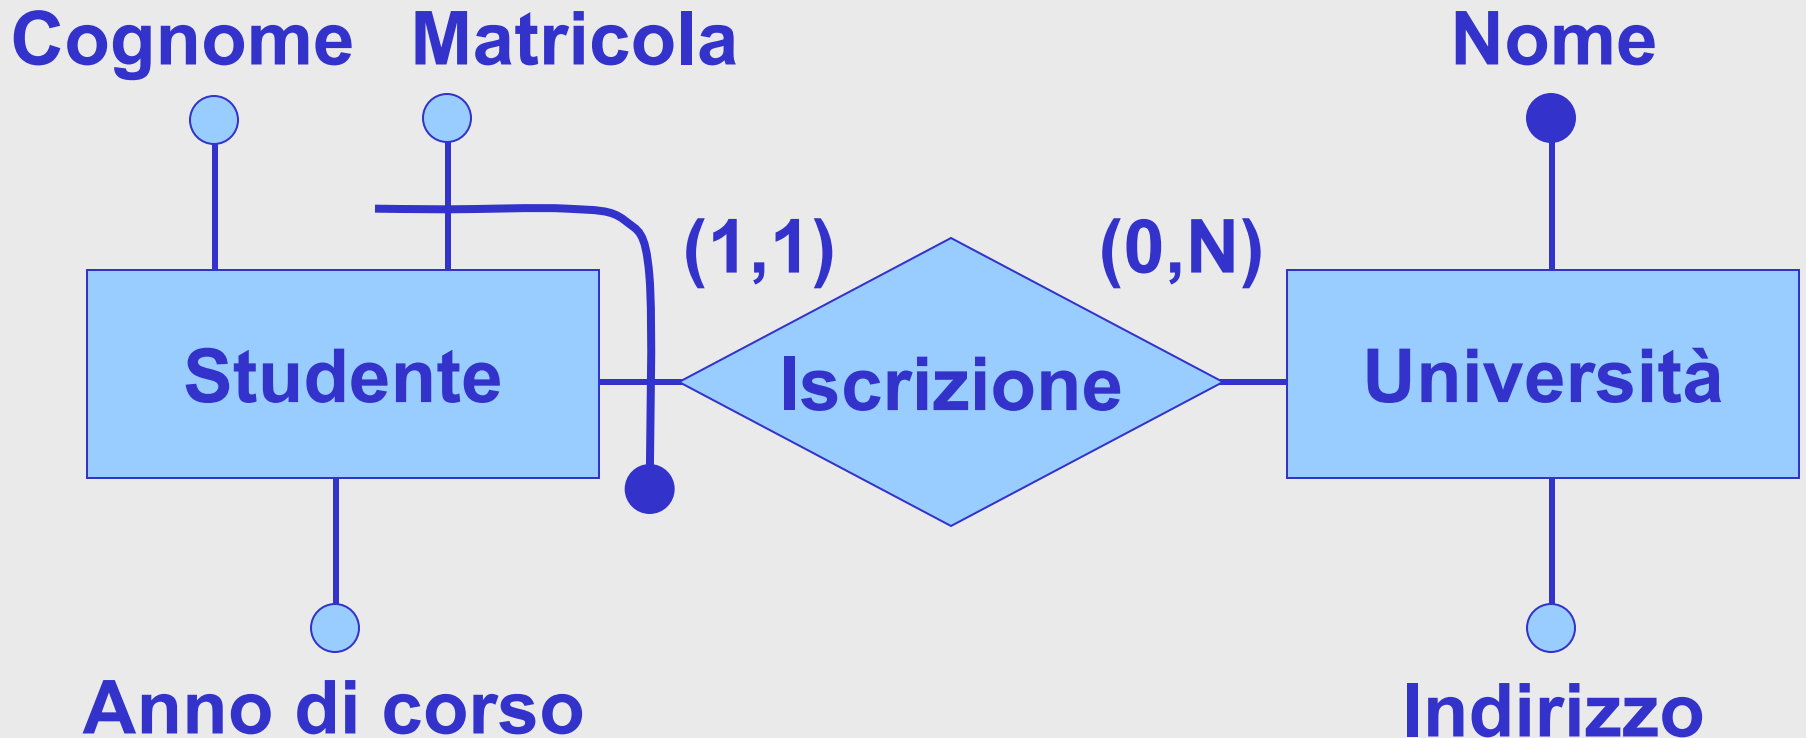 Cognome Matricola Nome
(1,1) (0,N)
Studente Iscrizione Università
Anno di corso Indirizzo